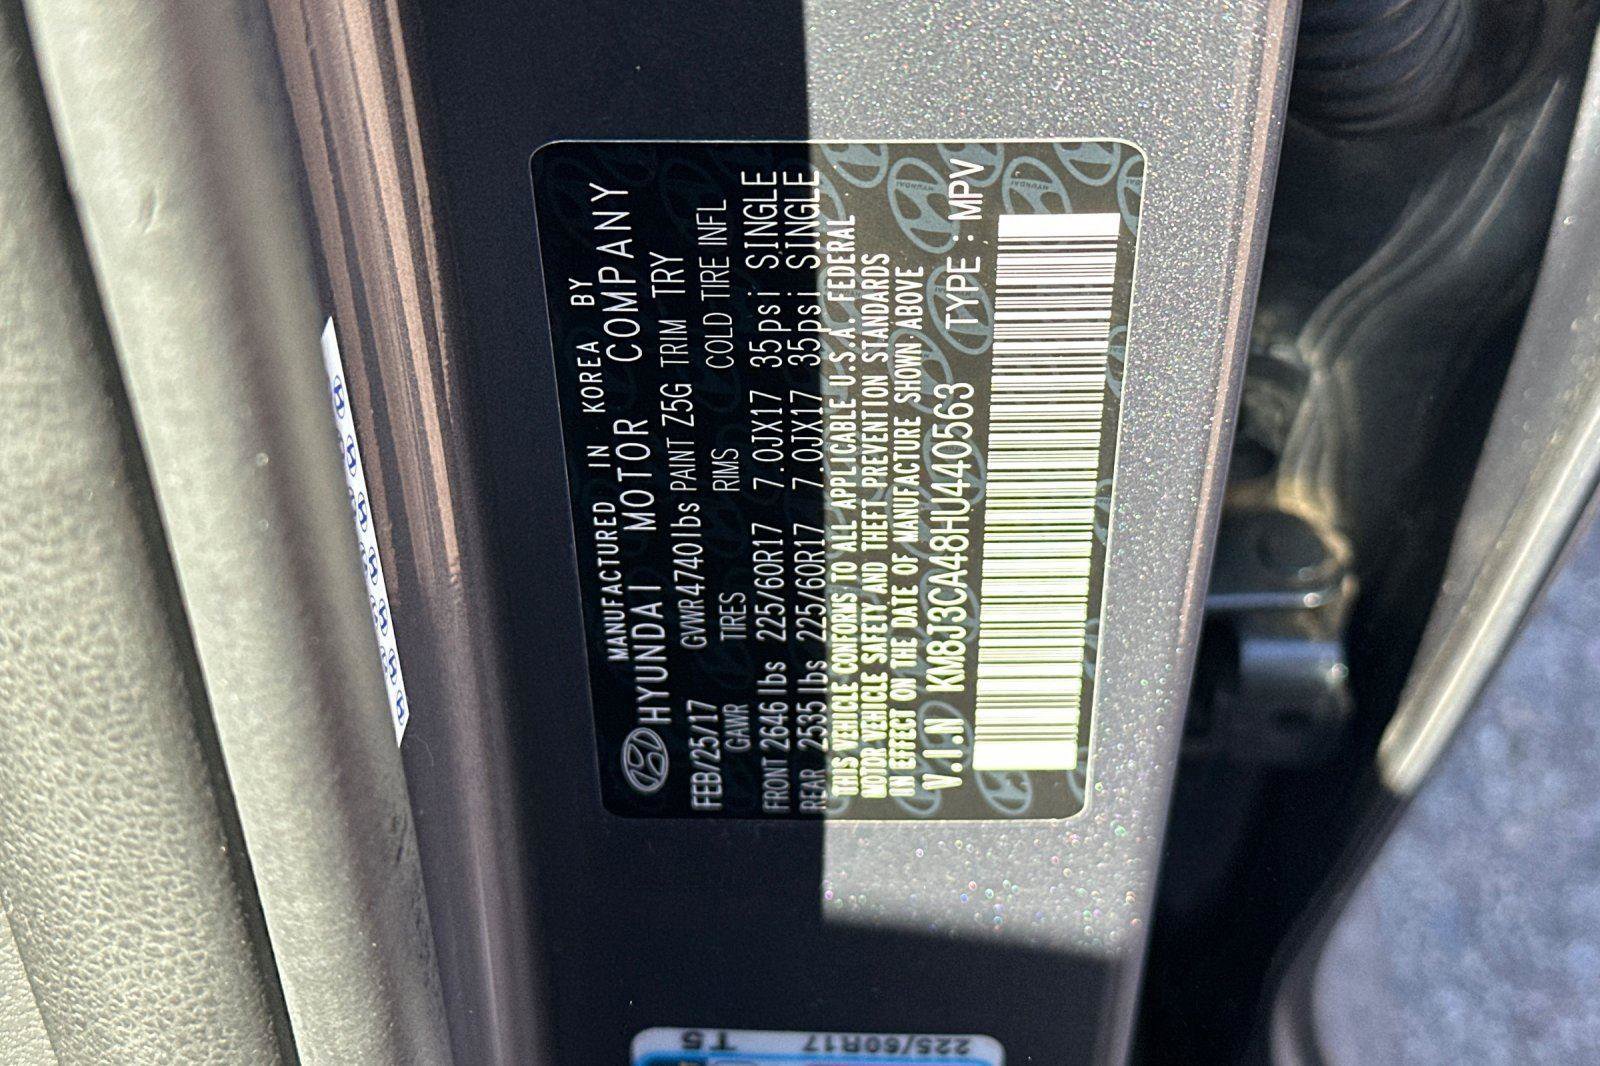 MANUFACTURED IN KOREA BY
HYUNDAI MOTOR COMPANY
FEB/25/17 GVWR 4740lbs PAINT Z5G TRIM TRY
GAWR TIRES RIMS COLD TIRE INFL
FRONT 2646 lbs 225/60R17 7.0JX17 35psi SINGLE
REAR 2535 lbs 225/60R17 7.0JX17 35psi SINGLE
THIS VEHICLE CONFORMS TO ALL APPLICABLE U.S.A. FEDERAL
MOTOR VEHICLE SAFETY AND THEFT PREVENTION STANDARDS
IN EFFECT ON THE DATE OF MANUFACTURE SHOWN ABOVE
V.I.N KM8J3CA48HU440563 TYPE : MPV
225/60R17 T5